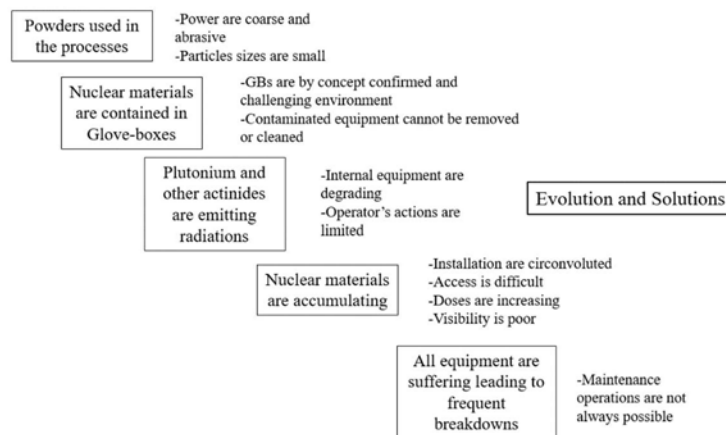 Powders used in
the processes
-Power are coarse and
abrasive
-Particles sizes are small
Nuclear materials
are contained in
Glove-boxes
-GBs are by concept confirmed and
challenging environment
-Contaminated equipment cannot be removed
or cleaned
Plutonium and
other actinides
are emitting
radiations
-Internal equipment are
degrading
-Operator's actions are
limited
Evolution and Solutions
Nuclear materials
are accumulating
-Installation are circonvoluted
-Access is difficult
-Doses are increasing
-Visibility is poor
All equipment are
suffering leading to
frequent
breakdowns
-Maintenance
operations are not
always possible